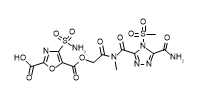 O O O
S S
O O NH₂ O O
N N
HO O O N N NH₂
O O O N-N